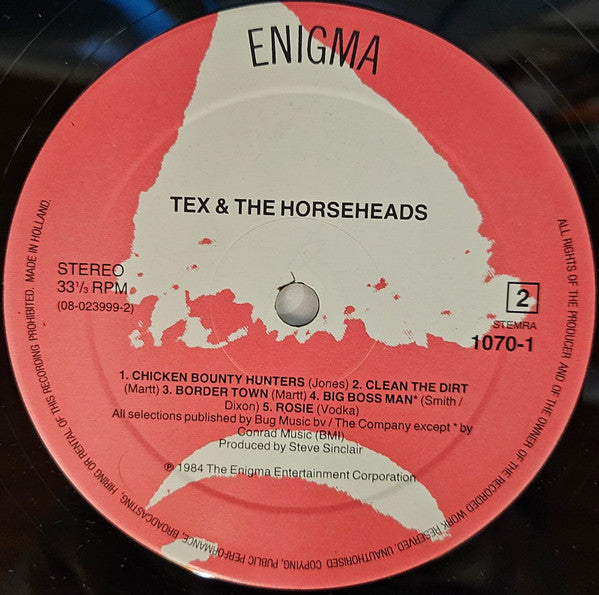 ENIGMA
TEX & THE HORSEHEADS
STEREO
33⅓ RPM
(08-023999-2)
2
STEMRA
1070-1
1. CHICKEN BOUNTY HUNTERS (Jones) 2. CLEAN THE DIRT
(Martt) 3. BORDER TOWN (Martt) 4. BIG BOSS MAN* (Smith /
Dixon) 5. ROSIE (Vodka)
All selections published by Bug Music bv / The Company except * by
Conrad Music (BMI)
Produced by Steve Sinclair
℗ 1984 The Enigma Entertainment Corporation
ALL RIGHTS OF THE PRODUCER AND OF THE OWNER OF THE RECORDED WORK RESERVED. UNAUTHORISED COPYING, PUBLIC PERFORMANCE, BROADCASTING, HIRING OR RENTAL OF THIS RECORDING PROHIBITED. MADE IN HOLLAND.